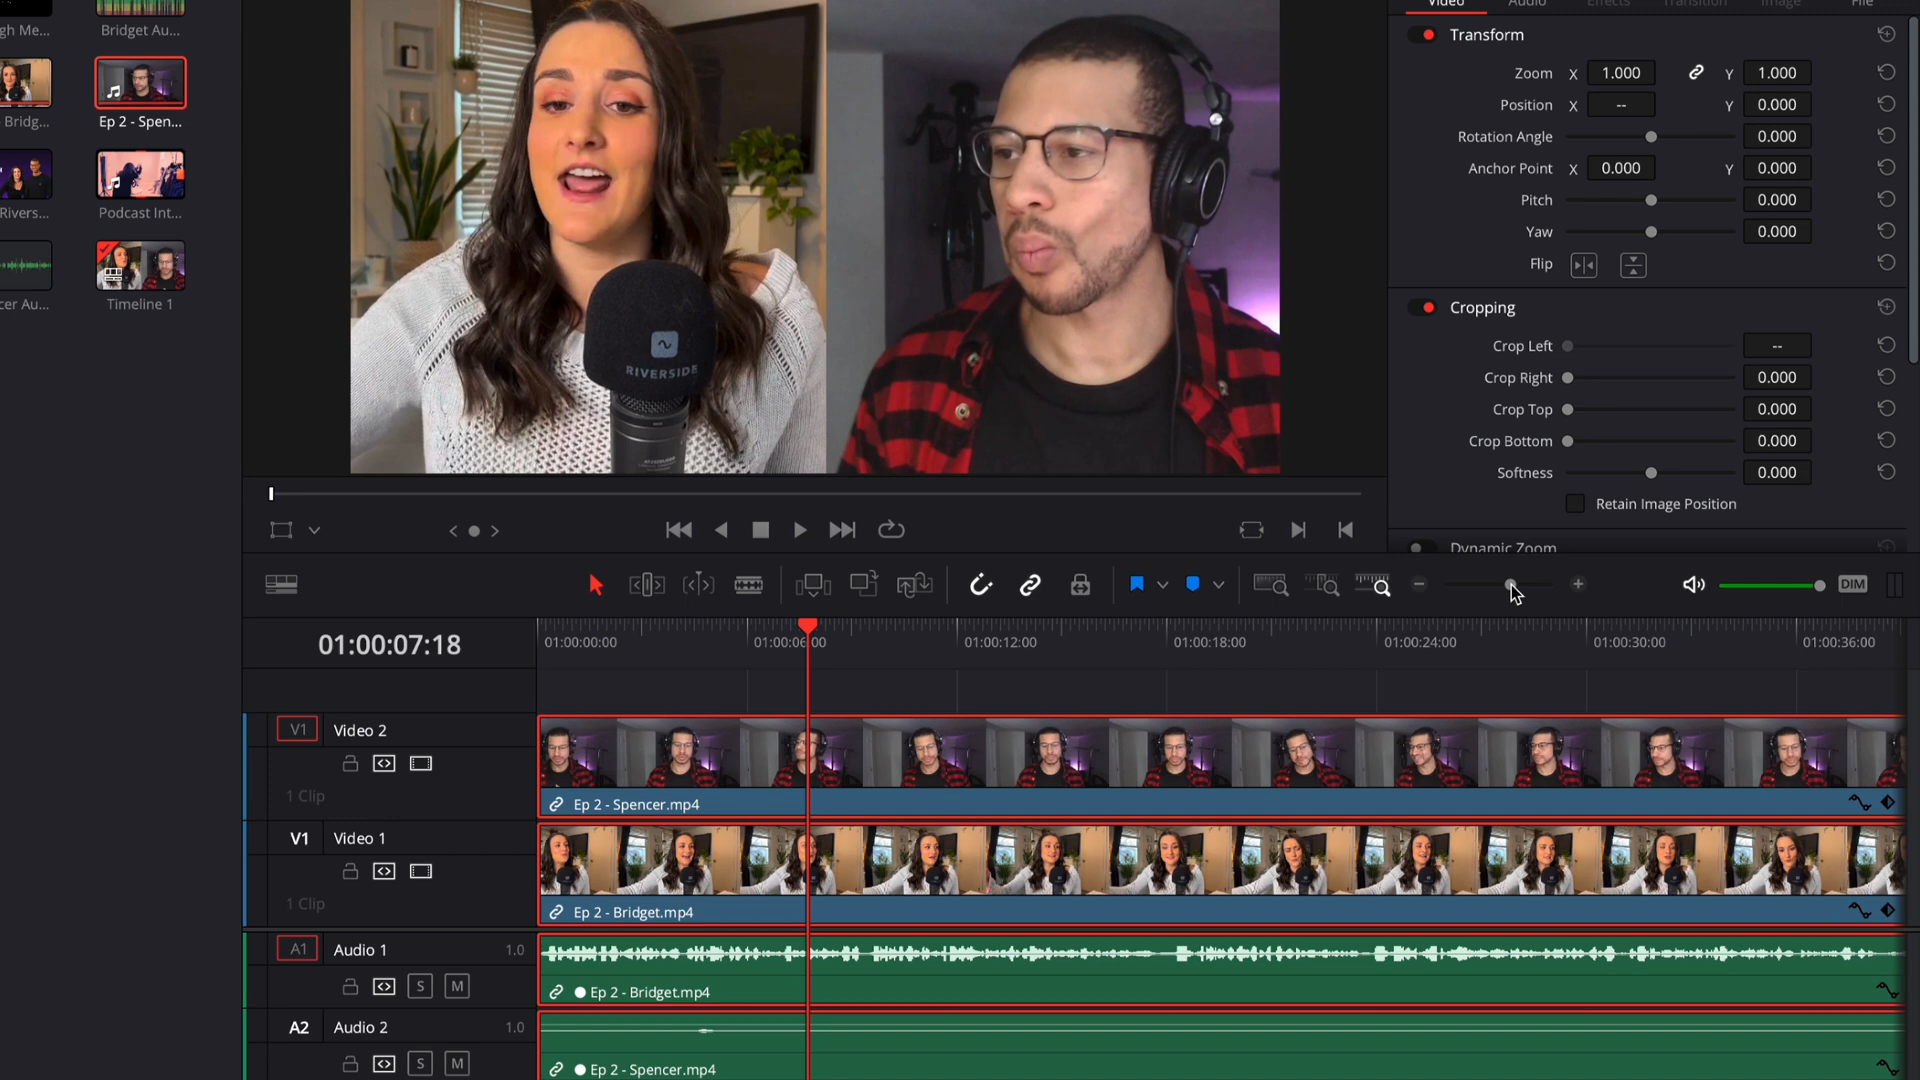 gh Me...
Bridget Au...
Bridg...
Ep 2 - Spen...
Rivers...
Podcast Int...
cer Au...
Timeline 1
RIVERSIDE
Video Audio Effects Transition Image File
Transform
Zoom X 1.000 Y 1.000
Position X -- Y 0.000
Rotation Angle 0.000
Anchor Point X 0.000 Y 0.000
Pitch 0.000
Yaw 0.000
Flip
Cropping
Crop Left --
Crop Right 0.000
Crop Top 0.000
Crop Bottom 0.000
Softness 0.000
Retain Image Position
Dynamic Zoom
DIM
01:00:07:18
01:00:00:00 01:00:06:00 01:00:12:00 01:00:18:00 01:00:24:00 01:00:30:00 01:00:36:00
V1 Video 2
1 Clip
Ep 2 - Spencer.mp4
V1 Video 1
1 Clip
Ep 2 - Bridget.mp4
A1 Audio 1 1.0
S M
Ep 2 - Bridget.mp4
A2 Audio 2 1.0
S M
Ep 2 - Spencer.mp4